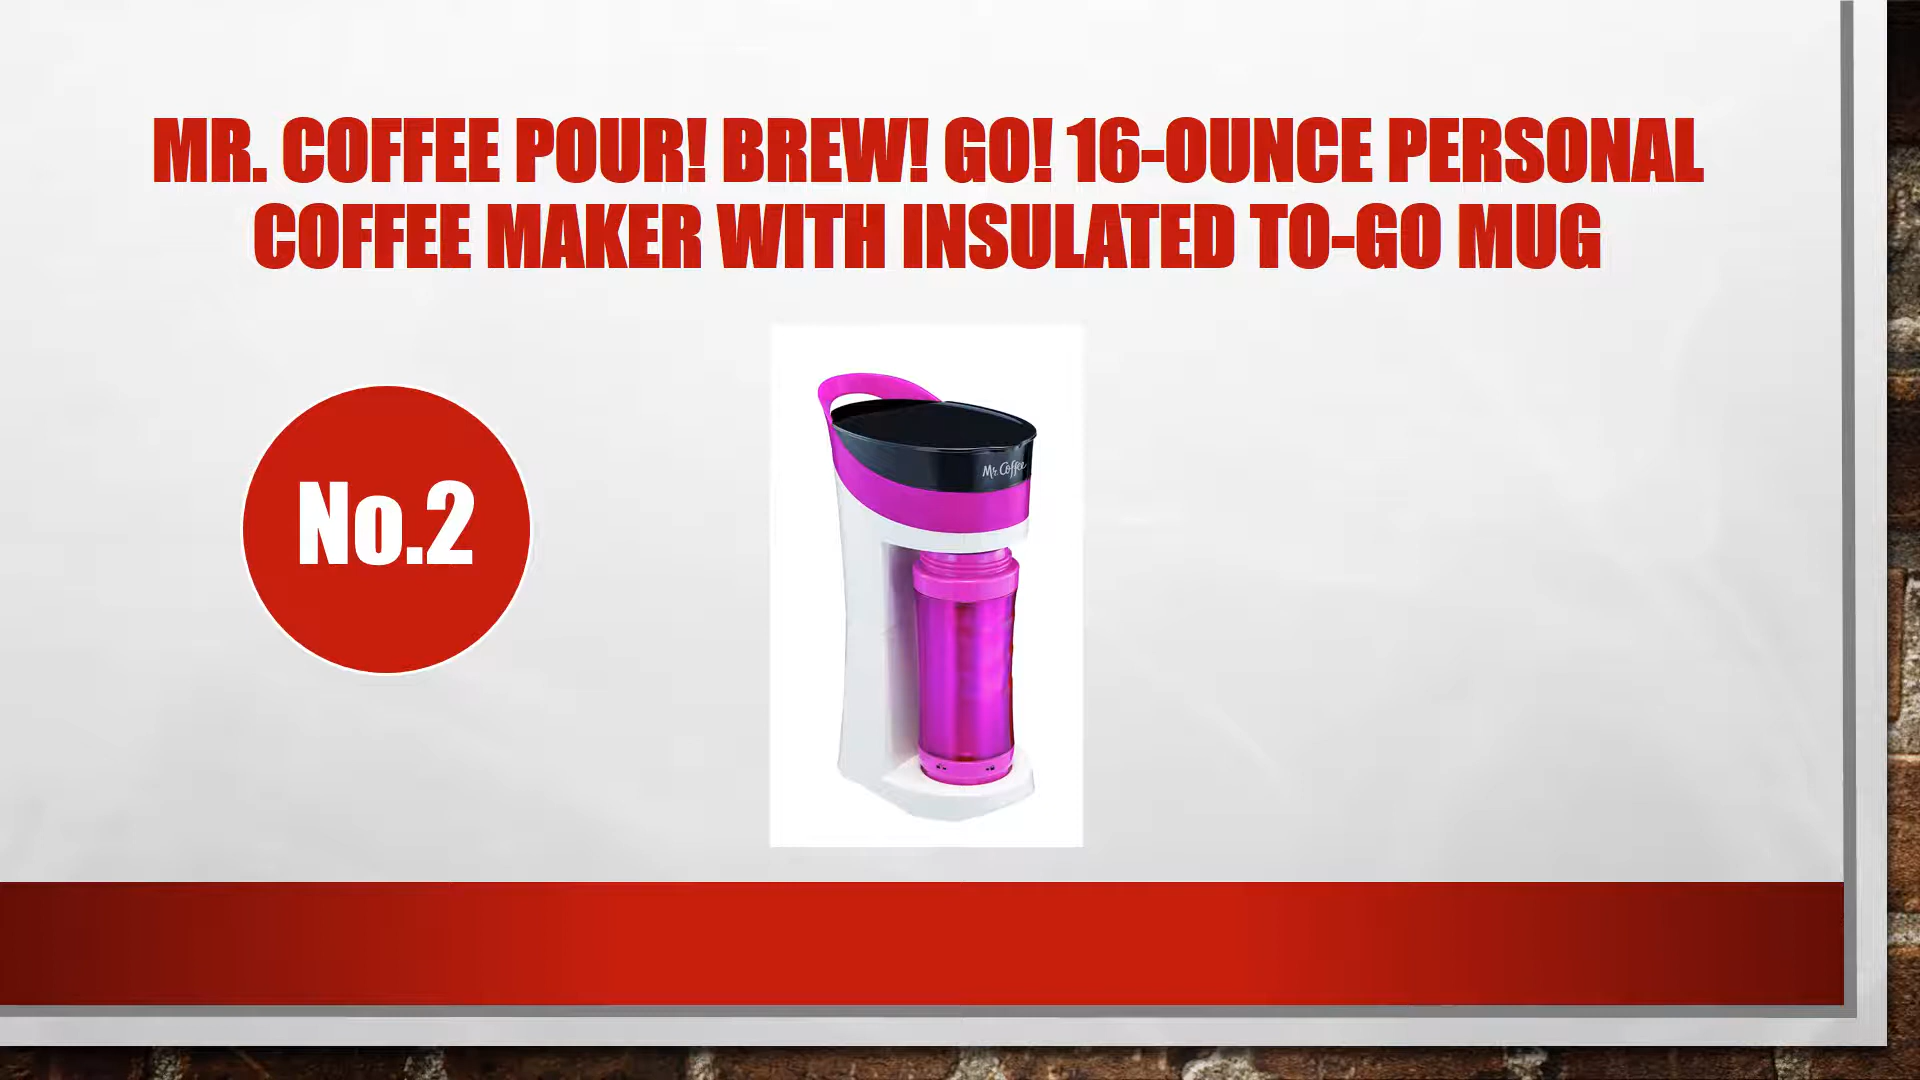 MR. COFFEE POUR! BREW! GO! 16-OUNCE PERSONAL
COFFEE MAKER WITH INSULATED TO-GO MUG
No.2
Mr. Coffee